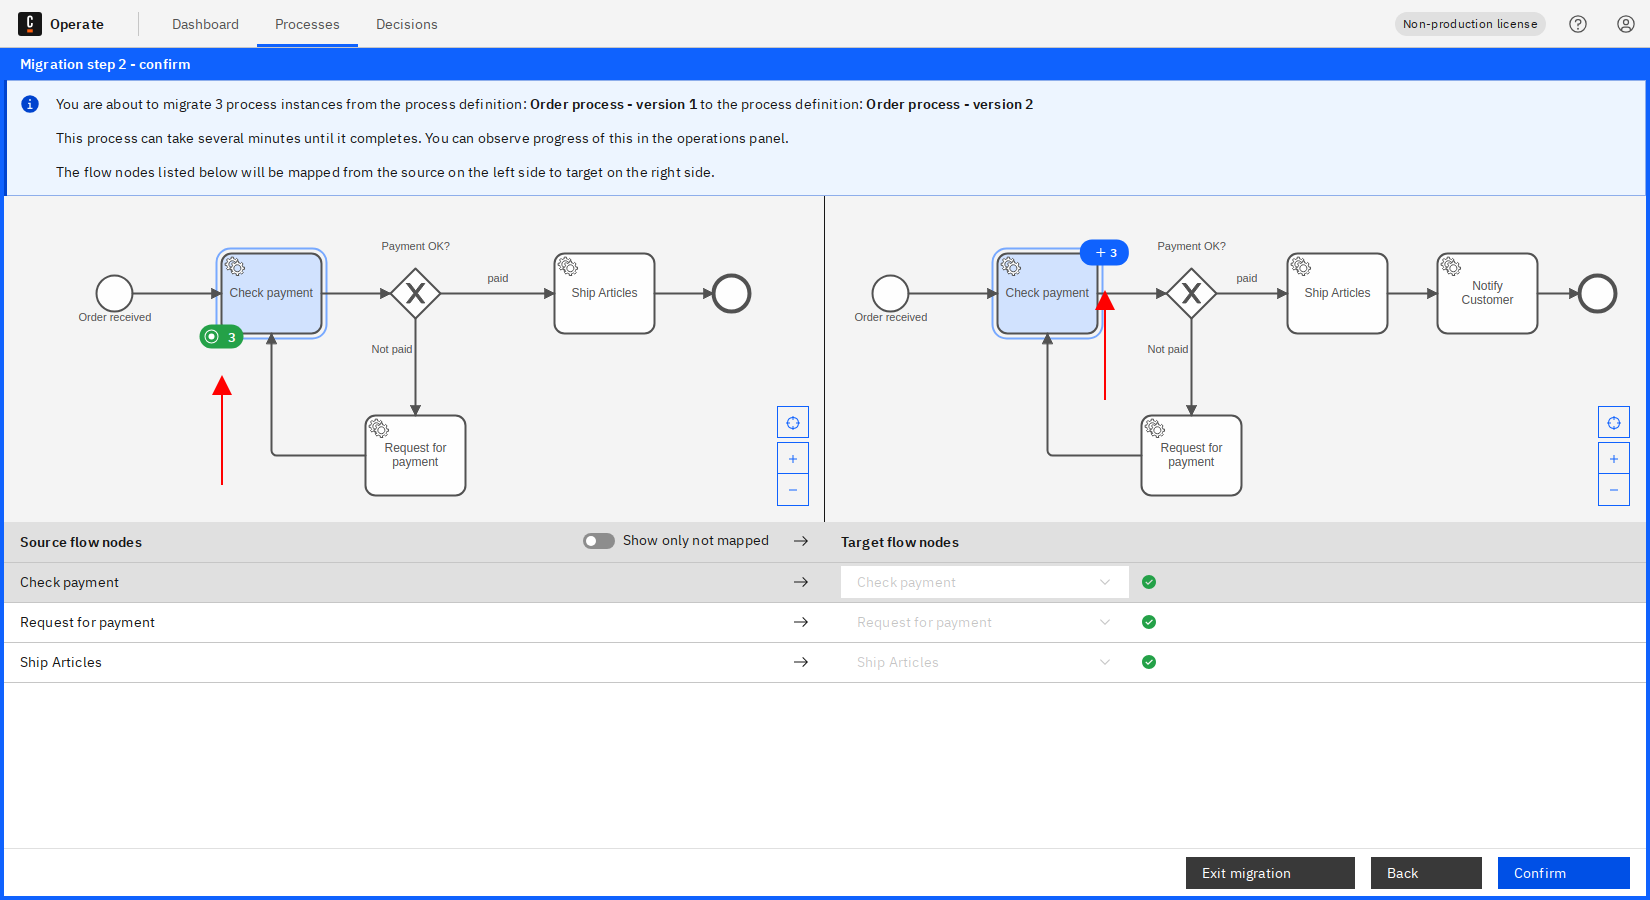 C Operate Dashboard Processes Decisions Non-production license
Migration step 2 - confirm
You are about to migrate 3 process instances from the process definition: Order process - version 1 to the process definition: Order process - version 2
This process can take several minutes until it completes. You can observe progress of this in the operations panel.
The flow nodes listed below will be mapped from the source on the left side to target on the right side.
Payment OK?
paid
Check payment
Ship Articles
Order received
3
Not paid
Request for
payment
Payment OK?
+ 3
paid
Check payment
Ship Articles
Notify
Customer
Order received
Not paid
Request for
payment
Source flow nodes Show only not mapped Target flow nodes
Check payment Check payment
Request for payment Request for payment
Ship Articles Ship Articles
Exit migration Back Confirm